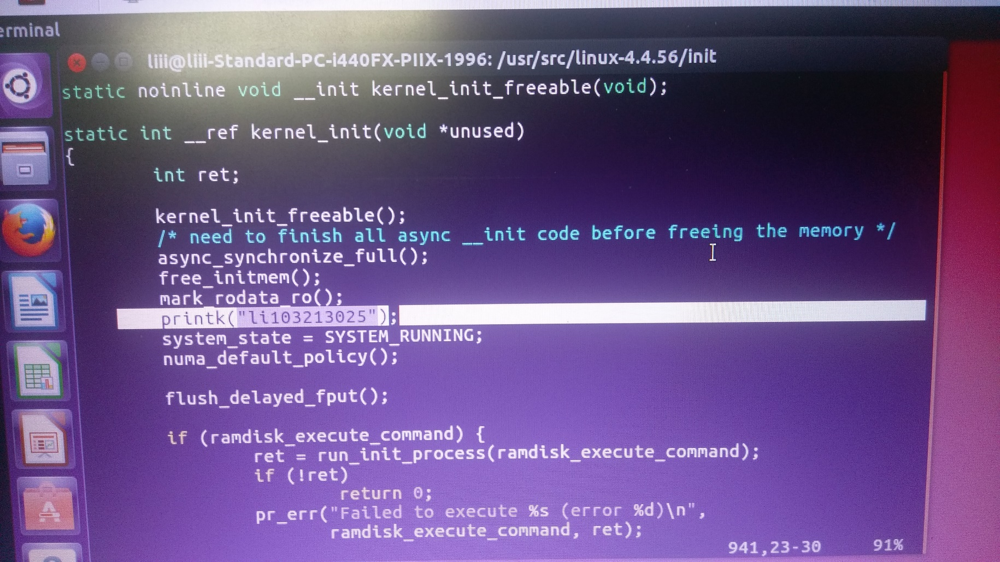 erminal
liii@liii-Standard-PC-i440FX-PIIX-1996: /usr/src/linux-4.4.56/init
static noinline void __init kernel_init_freeable(void);
static int __ref kernel_init(void *unused)
{
int ret;
kernel_init_freeable();
/* need to finish all async __init code before freeing the memory */
async_synchronize_full();
free_initmem();
mark_rodata_ro();
printk("li103213025");
system_state = SYSTEM_RUNNING;
numa_default_policy();
flush_delayed_fput();
if (ramdisk_execute_command) {
ret = run_init_process(ramdisk_execute_command);
if (!ret)
return 0;
pr_err("Failed to execute %s (error %d)\n",
ramdisk_execute_command, ret);
941,23-30 91%